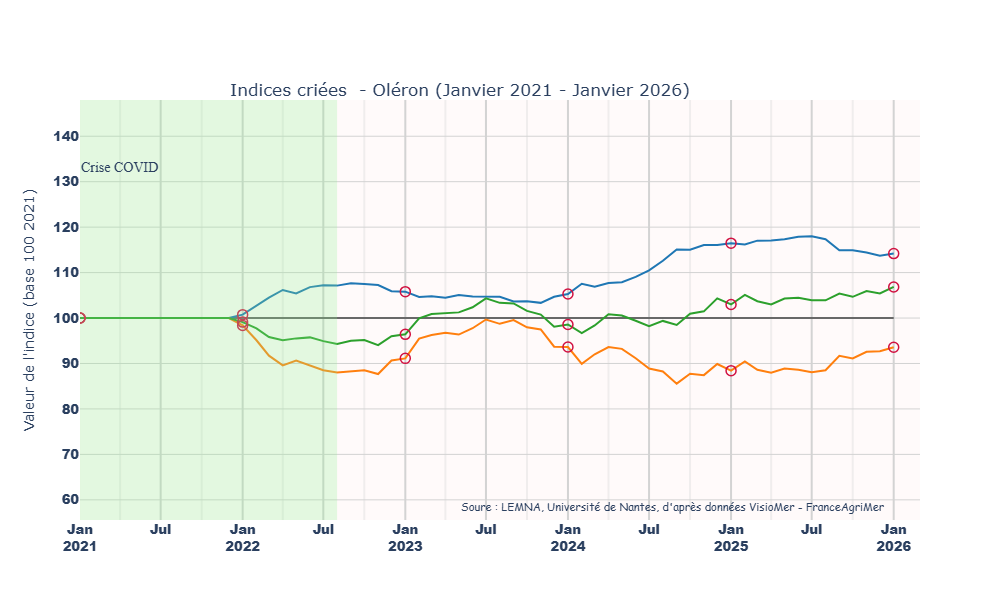 Indices criées - Oléron (Janvier 2021 - Janvier 2026)
Valeur de l'indice (base 100 2021)
140
Crise COVID
130
120
110
100
90
80
70
60
Soure : LEMNA, Université de Nantes, d'après données VisioMer - FranceAgriMer
Jan Jul Jan Jul Jan Jul Jan Jul Jan Jul Jan
2021 2022 2023 2024 2025 2026